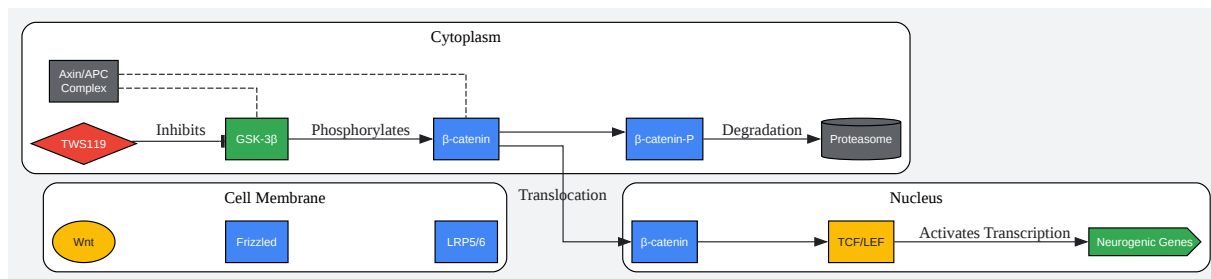 Cytoplasm
Axin/APC
Complex
TWS119
Inhibits
GSK-3β
Phosphorylates
β-catenin
β-catenin-P
Degradation
Proteasome
Translocation
Cell Membrane
Wnt
Frizzled
LRP5/6
Nucleus
β-catenin
TCF/LEF
Activates Transcription
Neurogenic Genes